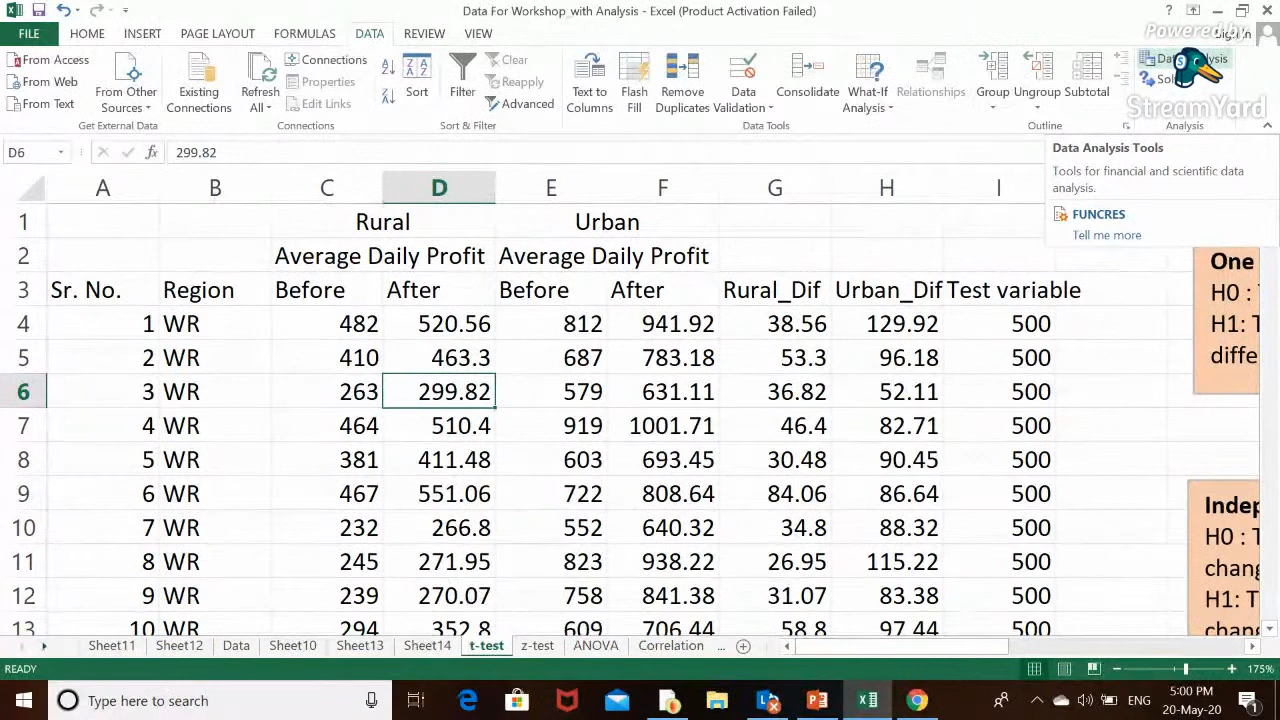 Data For Workshop with Analysis - Excel (Product Activation Failed)
Powered by
FILE HOME INSERT PAGE LAYOUT FORMULAS DATA REVIEW VIEW
From Access
From Web
From Text
From Other Sources
Existing Connections
Refresh All
Connections
Properties
Edit Links
Sort
Filter
Clear
Reapply
Advanced
Text to Columns
Flash Fill
Remove Duplicates
Data Validation
Consolidate
What-If Analysis
Relationships
Group
Ungroup
Subtotal
StreamYard
Get External Data Connections Sort & Filter Data Tools Outline Analysis
D6 fx 299.82
Data Analysis Tools
Tools for financial and scientific data
analysis.
FUNCRES
Tell me more
A B C D E F G H I
1 Rural Urban
2 Average Daily Profit Average Daily Profit
3 Sr. No. Region Before After Before After Rural_Dif Urban_Dif Test variable
4 1 WR 482 520.56 812 941.92 38.56 129.92 500
5 2 WR 410 463.3 687 783.18 53.3 96.18 500
6 3 WR 263 299.82 579 631.11 36.82 52.11 500
7 4 WR 464 510.4 919 1001.71 46.4 82.71 500
8 5 WR 381 411.48 603 693.45 30.48 90.45 500
9 6 WR 467 551.06 722 808.64 84.06 86.64 500
10 7 WR 232 266.8 552 640.32 34.8 88.32 500
11 8 WR 245 271.95 823 938.22 26.95 115.22 500
12 9 WR 239 270.07 758 841.38 31.07 83.38 500
13 10 WR 294 352.8 609 706.44 58.8 97.44 500
One
H0 : T
H1: T
diffe
Indep
H0 : T
chang
H1: T
chang
Sheet11 Sheet12 Data Sheet10 Sheet13 Sheet14 t-test z-test ANOVA Correlation ...
READY 175%
Type here to search
ENG
5:00 PM
20-May-20
1